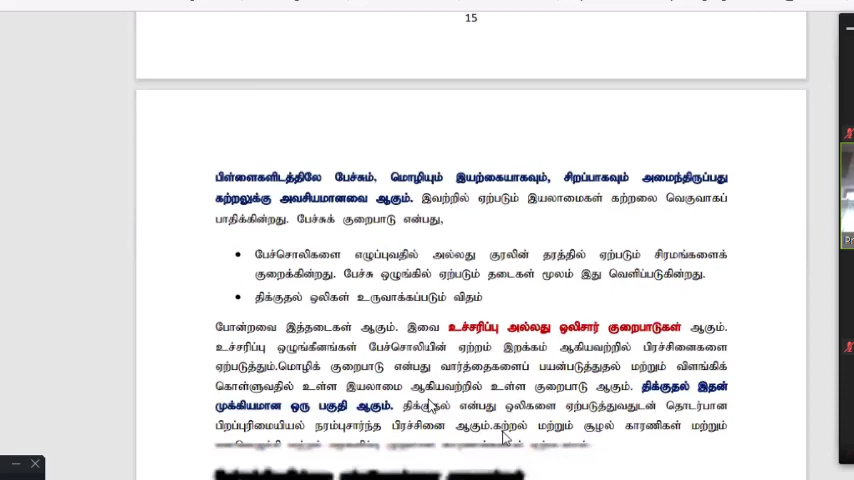 15
பிள்ளைகளிடத்திலே பேச்சும், மொழியும் இயற்கையாகவும், சிறப்பாகவும் அமைந்திருப்பது
கற்றலுக்கு அவசியமானவை ஆகும். இவற்றில் ஏற்படும் இயலாமைகள் கற்றலை வெகுவாகப்
பாதிக்கின்றது. பேச்சுக் குறைபாடு என்பது,
• பேச்சொலிகளை எழுப்புவதில் அல்லது குரலின் தரத்தில் ஏற்படும் சிரமங்களைக்
குறைக்கின்றது. பேச்சு ஒழுங்கில் ஏற்படும் தடைகள் மூலம் இது வெளிப்படுகின்றது.
• திக்குதல் ஒலிகள் உருவாக்கப்படும் விதம்
போன்றவை இத்தடைகள் ஆகும். இவை உச்சரிப்பு அல்லது ஒலிசார் குறைபாடுகள் ஆகும்.
உச்சரிப்பு ஒழுங்கீனங்கள் பேச்சொலியின் ஏற்றம் இறக்கம் ஆகியவற்றில் பிரச்சினைகளை
ஏற்படுத்தும்.மொழிக் குறைபாடு என்பது வார்த்தைகளைப் பயன்படுத்துதல் மற்றும் விளங்கிக்
கொள்ளுவதில் உள்ள இயலாமை ஆகியவற்றில் உள்ள குறைபாடு ஆகும். திக்குதல் இதன்
முக்கியமான ஒரு பகுதி ஆகும். திக்குதல் என்பது ஒலிகளை ஏற்படுத்துவதுடன் தொடர்பான
பிறப்புரிமையியல் நரம்புசார்ந்த பிரச்சினை ஆகும்.கற்றல் மற்றும் சூழல் காரணிகள் மற்றும்